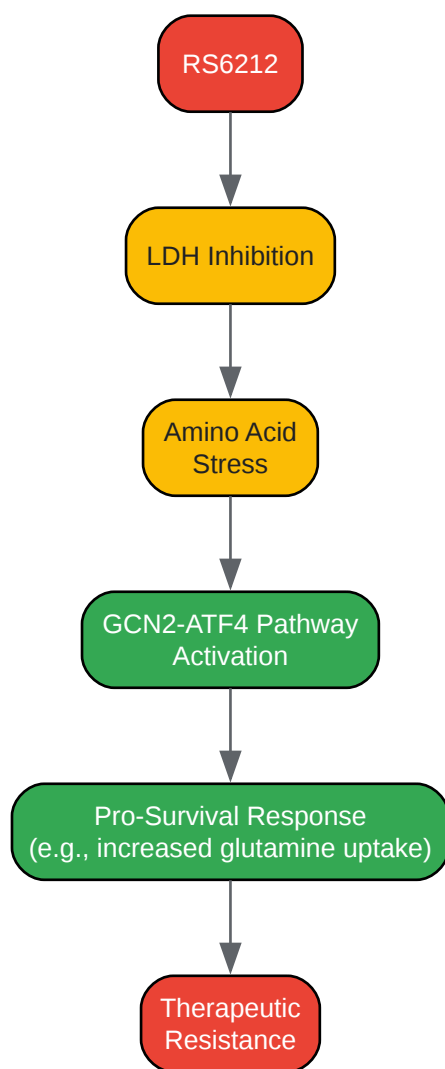 RS6212
LDH Inhibition
Amino Acid
Stress
GCN2-ATF4 Pathway
Activation
Pro-Survival Response
(e.g., increased glutamine uptake)
Therapeutic
Resistance